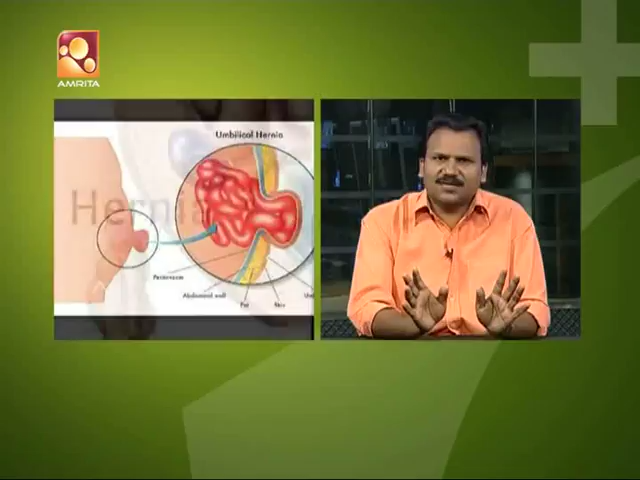 AMRITA
Umbilical Hernia
Hernia
Peritoneum
Abdominal wall
Fat
Skin